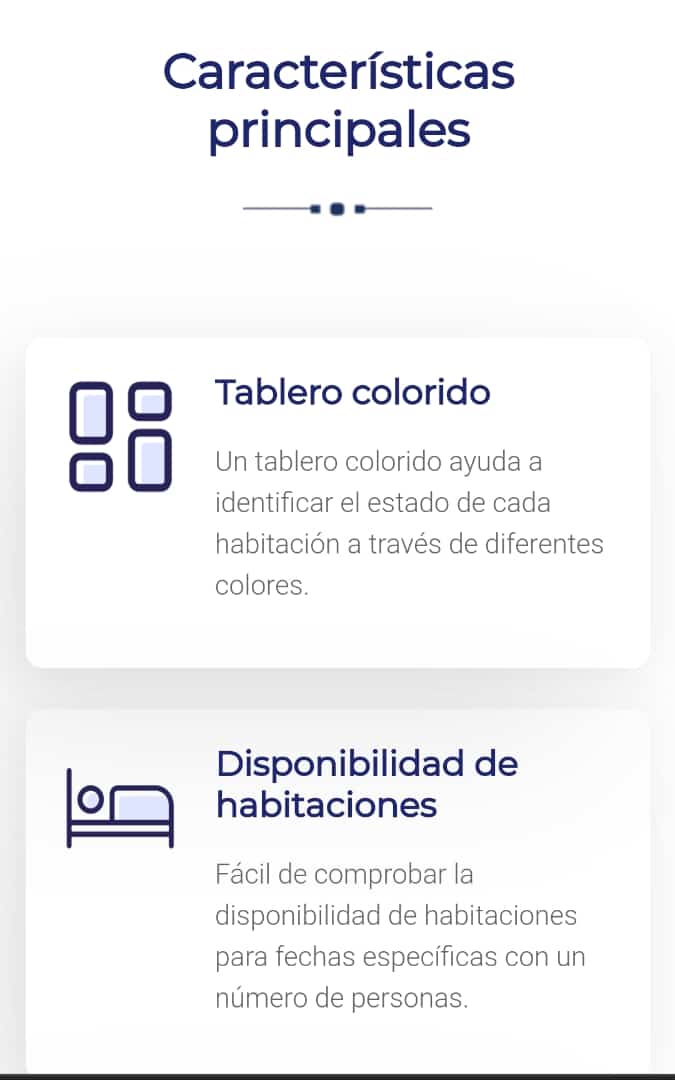 Características
principales
Tablero colorido
Un tablero colorido ayuda a
identificar el estado de cada
habitación a través de diferentes
colores.
Disponibilidad de
habitaciones
Fácil de comprobar la
disponibilidad de habitaciones
para fechas específicas con un
número de personas.